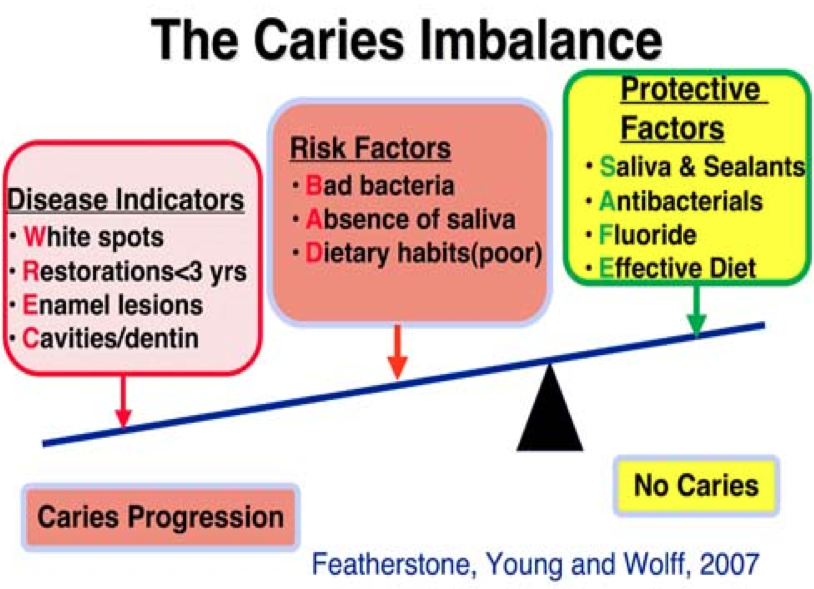 The Caries Imbalance
Disease Indicators
• White spots
• Restorations<3 yrs
• Enamel lesions
• Cavities/dentin
Risk Factors
• Bad bacteria
• Absence of saliva
• Dietary habits(poor)
Protective
Factors
• Saliva & Sealants
• Antibacterials
• Fluoride
• Effective Diet
Caries Progression
No Caries
Featherstone, Young and Wolff, 2007